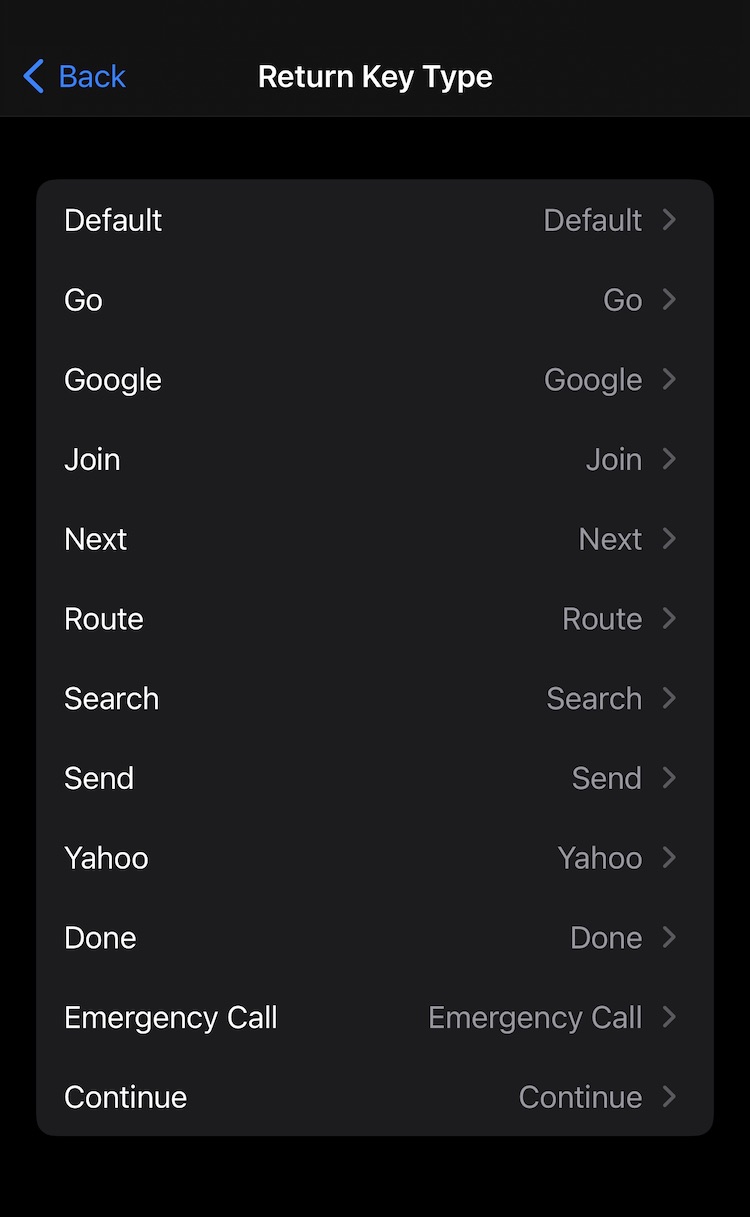 Back Return Key Type
Default Default
Go Go
Google Google
Join Join
Next Next
Route Route
Search Search
Send Send
Yahoo Yahoo
Done Done
Emergency Call Emergency Call
Continue Continue